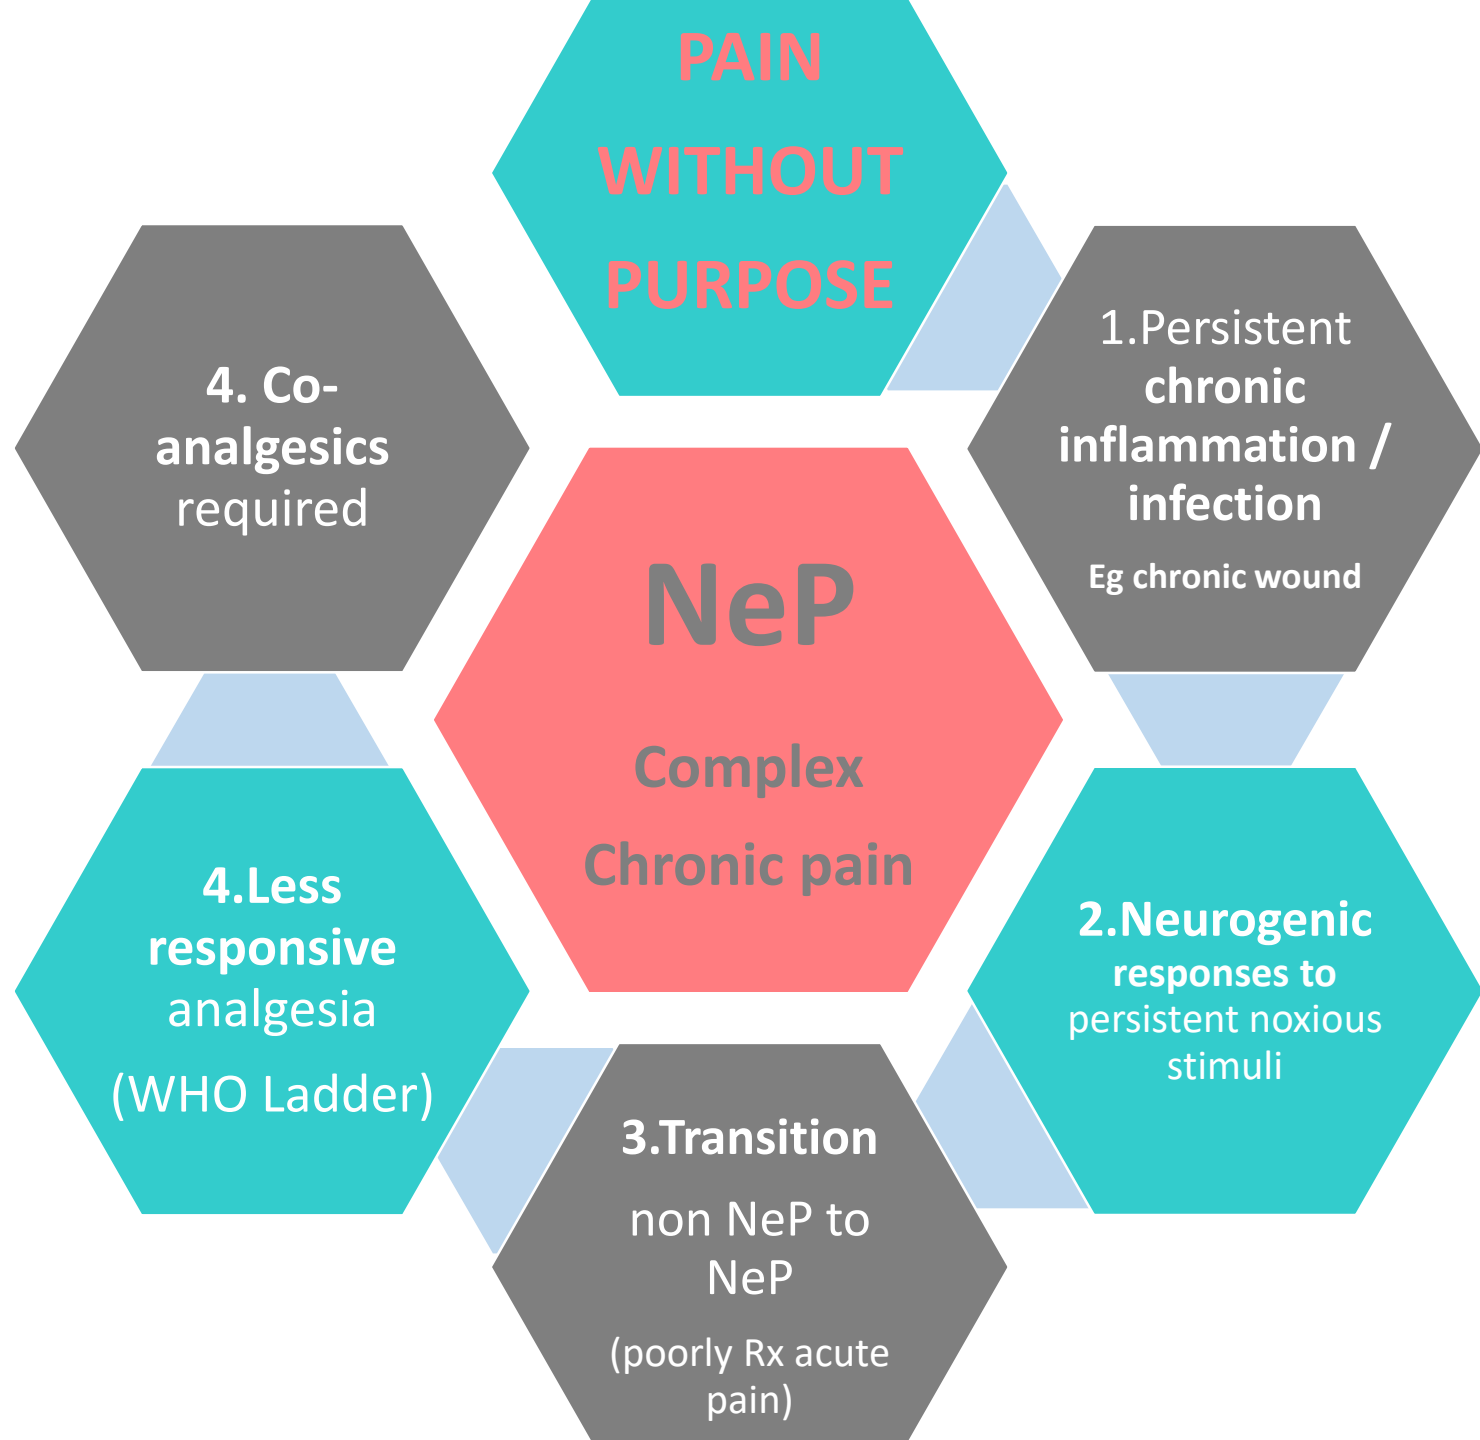 PAIN
WITHOUT
PURPOSE
1.Persistent
chronic
inflammation /
infection
Eg chronic wound
2.Neurogenic
responses to
persistent noxious
stimuli
3.Transition
non NeP to
NeP
(poorly Rx acute
pain)
4.Less
responsive
analgesia
(WHO Ladder)
4. Co-
analgesics
required
NeP
Complex
Chronic pain